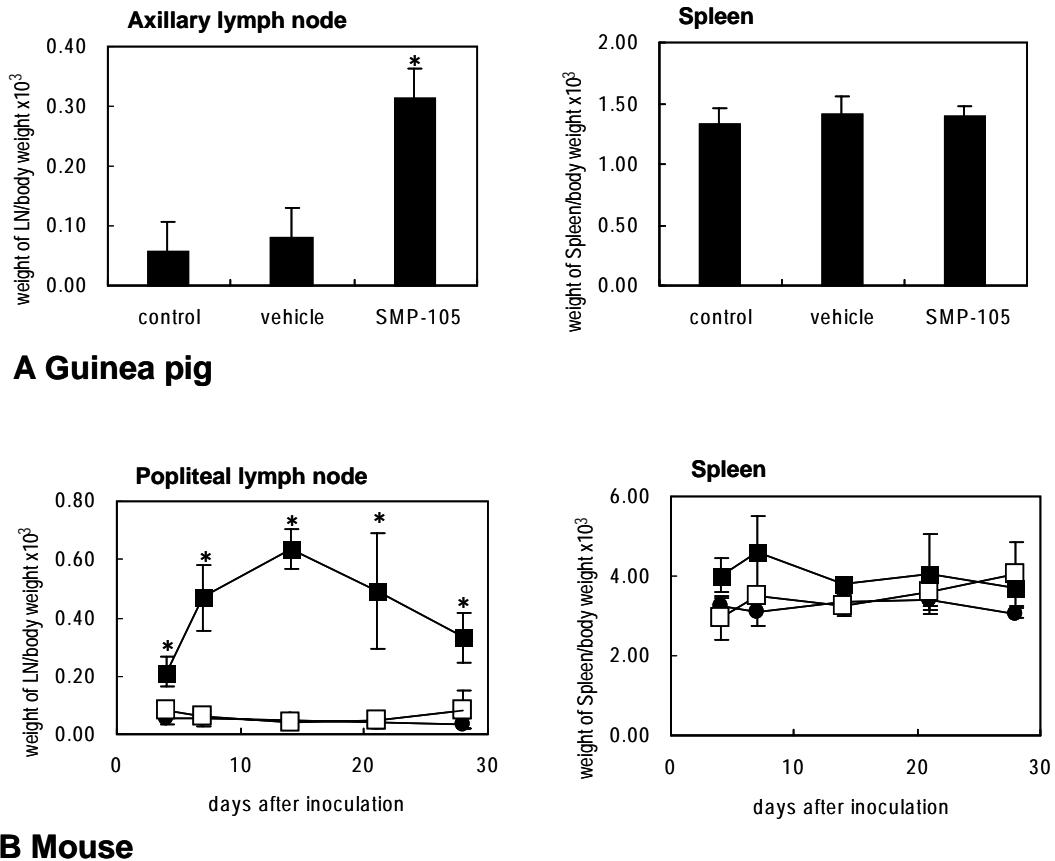 Axillary lymph node
weight of LN/body weight x10³
0.40
0.30
0.20
0.10
0.00
*
control vehicle SMP-105
Spleen
weight of Spleen/body weight x10³
2.00
1.50
1.00
0.50
0.00
control vehicle SMP-105
A Guinea pig
Popliteal lymph node
weight of LN/body weight x10³
0.80
0.60
0.40
0.20
0.00
* * * * *
0 10 20 30
days after inoculation
Spleen
weight of Spleen/body weight x10³
6.00
4.00
2.00
0.00
0 10 20 30
days after inoculation
B Mouse